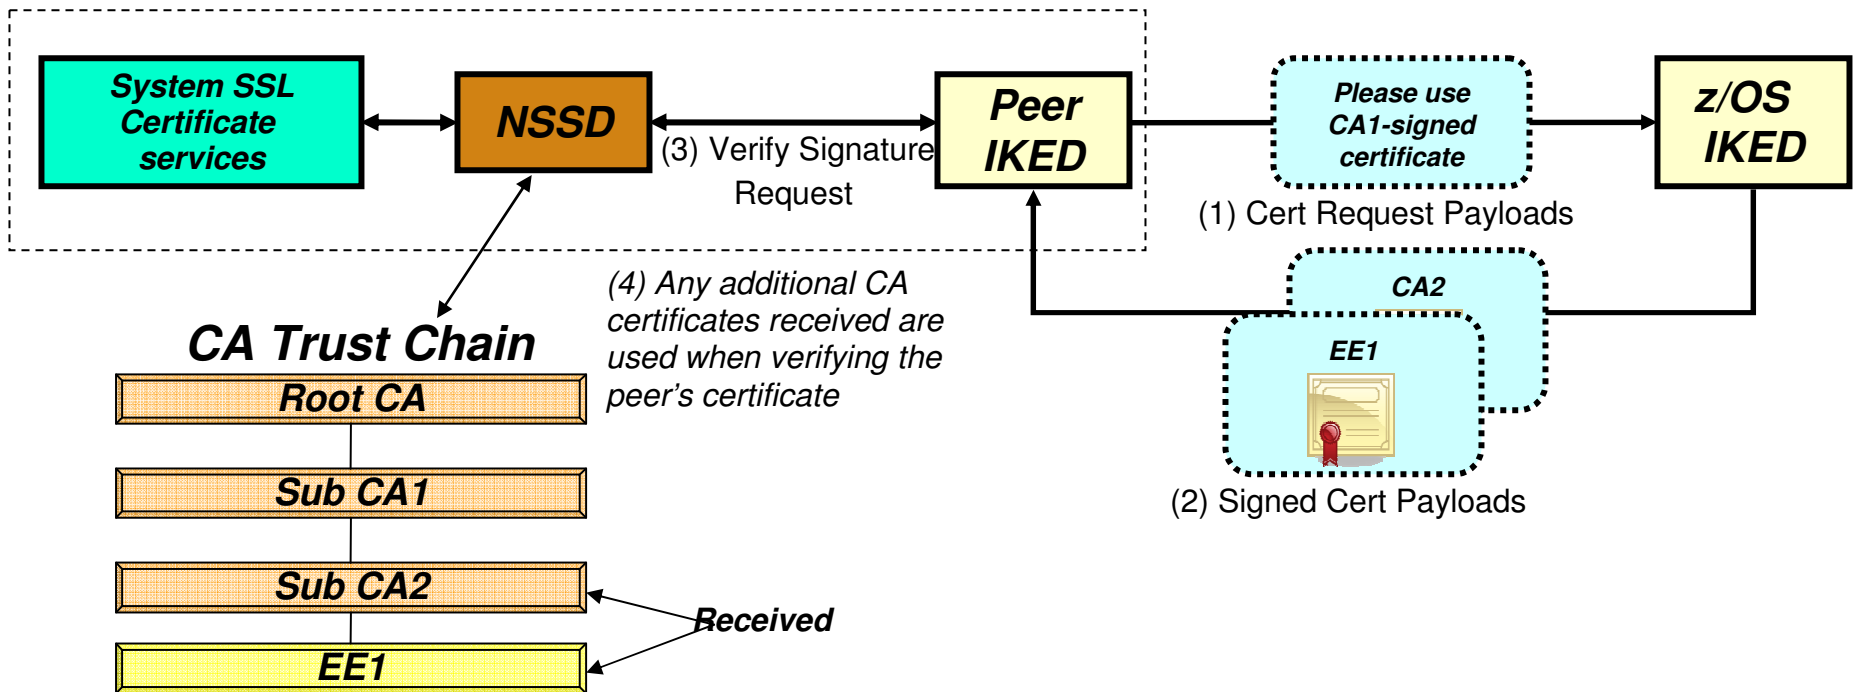 System SSL
Certificate
services
NSSD
(3) Verify Signature
Request
Peer
IKED
Please use
CA1-signed
certificate
(1) Cert Request Payloads
z/OS
IKED
CA2
EE1
(2) Signed Cert Payloads
(4) Any additional CA
certificates received are
used when verifying the
peer's certificate
CA Trust Chain
Root CA
Sub CA1
Sub CA2
Received
EE1